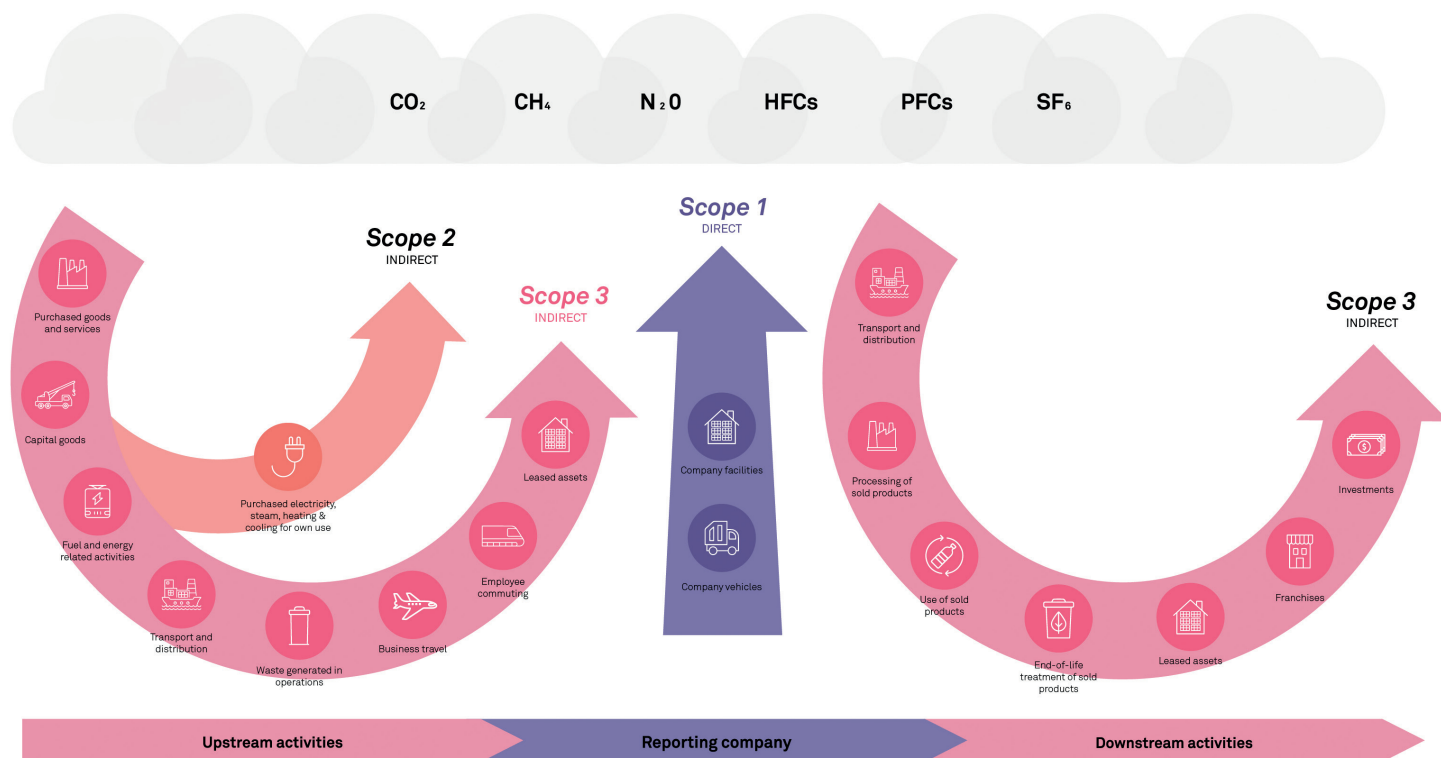 CO₂ CH₄ N₂0 HFCs PFCs SF₆
Scope 2
INDIRECT
Scope 3
INDIRECT
Scope 1
DIRECT
Scope 3
INDIRECT
Purchased goods
and services
Capital goods
Fuel and energy
related activities
Transport and
distribution
Waste generated in
operations
Business travel
Employee
commuting
Leased assets
Purchased electricity,
steam, heating &
cooling for own use
Company facilities
Company vehicles
Transport and
distribution
Processing of
sold products
Use of sold
products
End-of-life
treatment of sold
products
Leased assets
Franchises
Investments
Upstream activities
Reporting company
Downstream activities